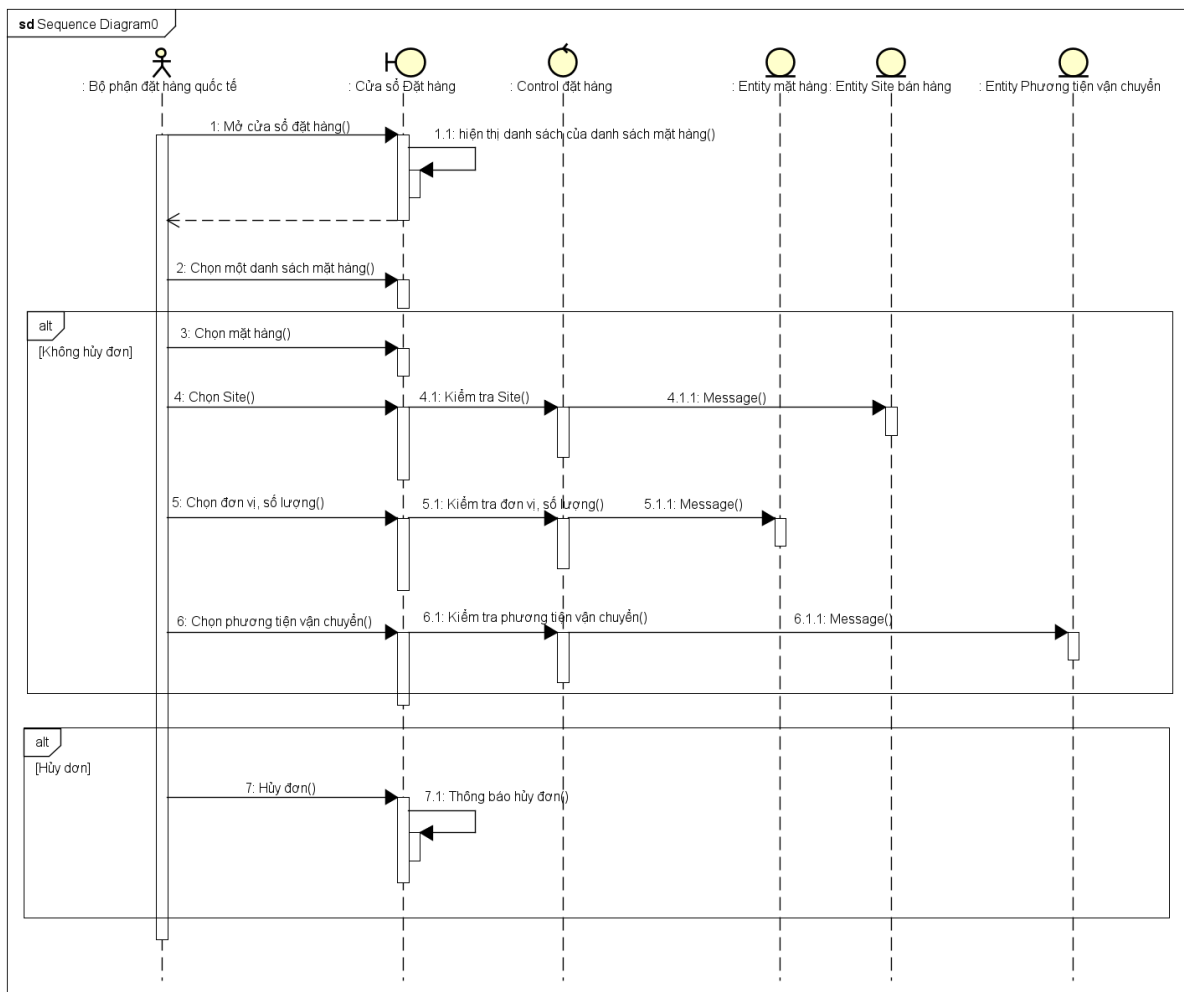 sd Sequence Diagram0
: Bộ phận đặt hàng quốc tế
: Cửa sổ Đặt hàng
: Control đặt hàng
: Entity mặt hàng
: Entity Site bán hàng
: Entity Phương tiện vận chuyển
1: Mở cửa sổ đặt hàng()
1.1: hiện thị danh sách của danh sách mặt hàng()
2: Chọn một danh sách mặt hàng()
alt
[Không hủy đơn]
3: Chọn mặt hàng()
4: Chọn Site()
4.1: Kiểm tra Site()
4.1.1: Message()
5: Chọn đơn vị, số lượng()
5.1: Kiểm tra đơn vị, số lượng()
5.1.1: Message()
6: Chọn phương tiện vận chuyển()
6.1: Kiểm tra phương tiện vận chuyển()
6.1.1: Message()
alt
[Hủy dơn]
7: Hủy đơn()
7.1: Thông báo hủy đơn()